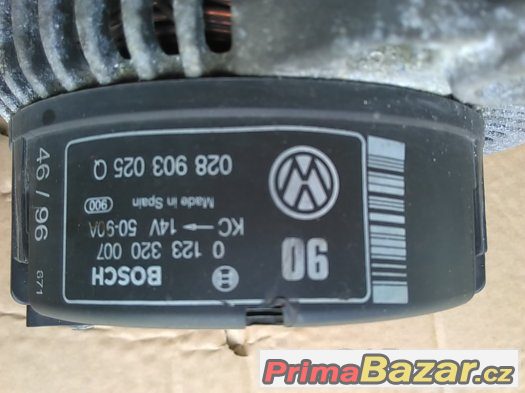 BOSCH
0 123 320 007
KC ← 14V 50-90A
Made in Spain
900
028 903 025 Q
90
46 / 96
671
PrimaBazar.cz